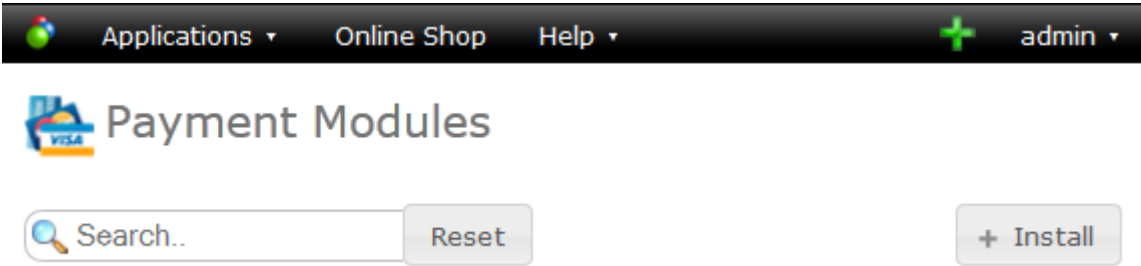 Applications ▾ Online Shop Help ▾ admin ▾
VISA Payment Modules
Search.. Reset + Install